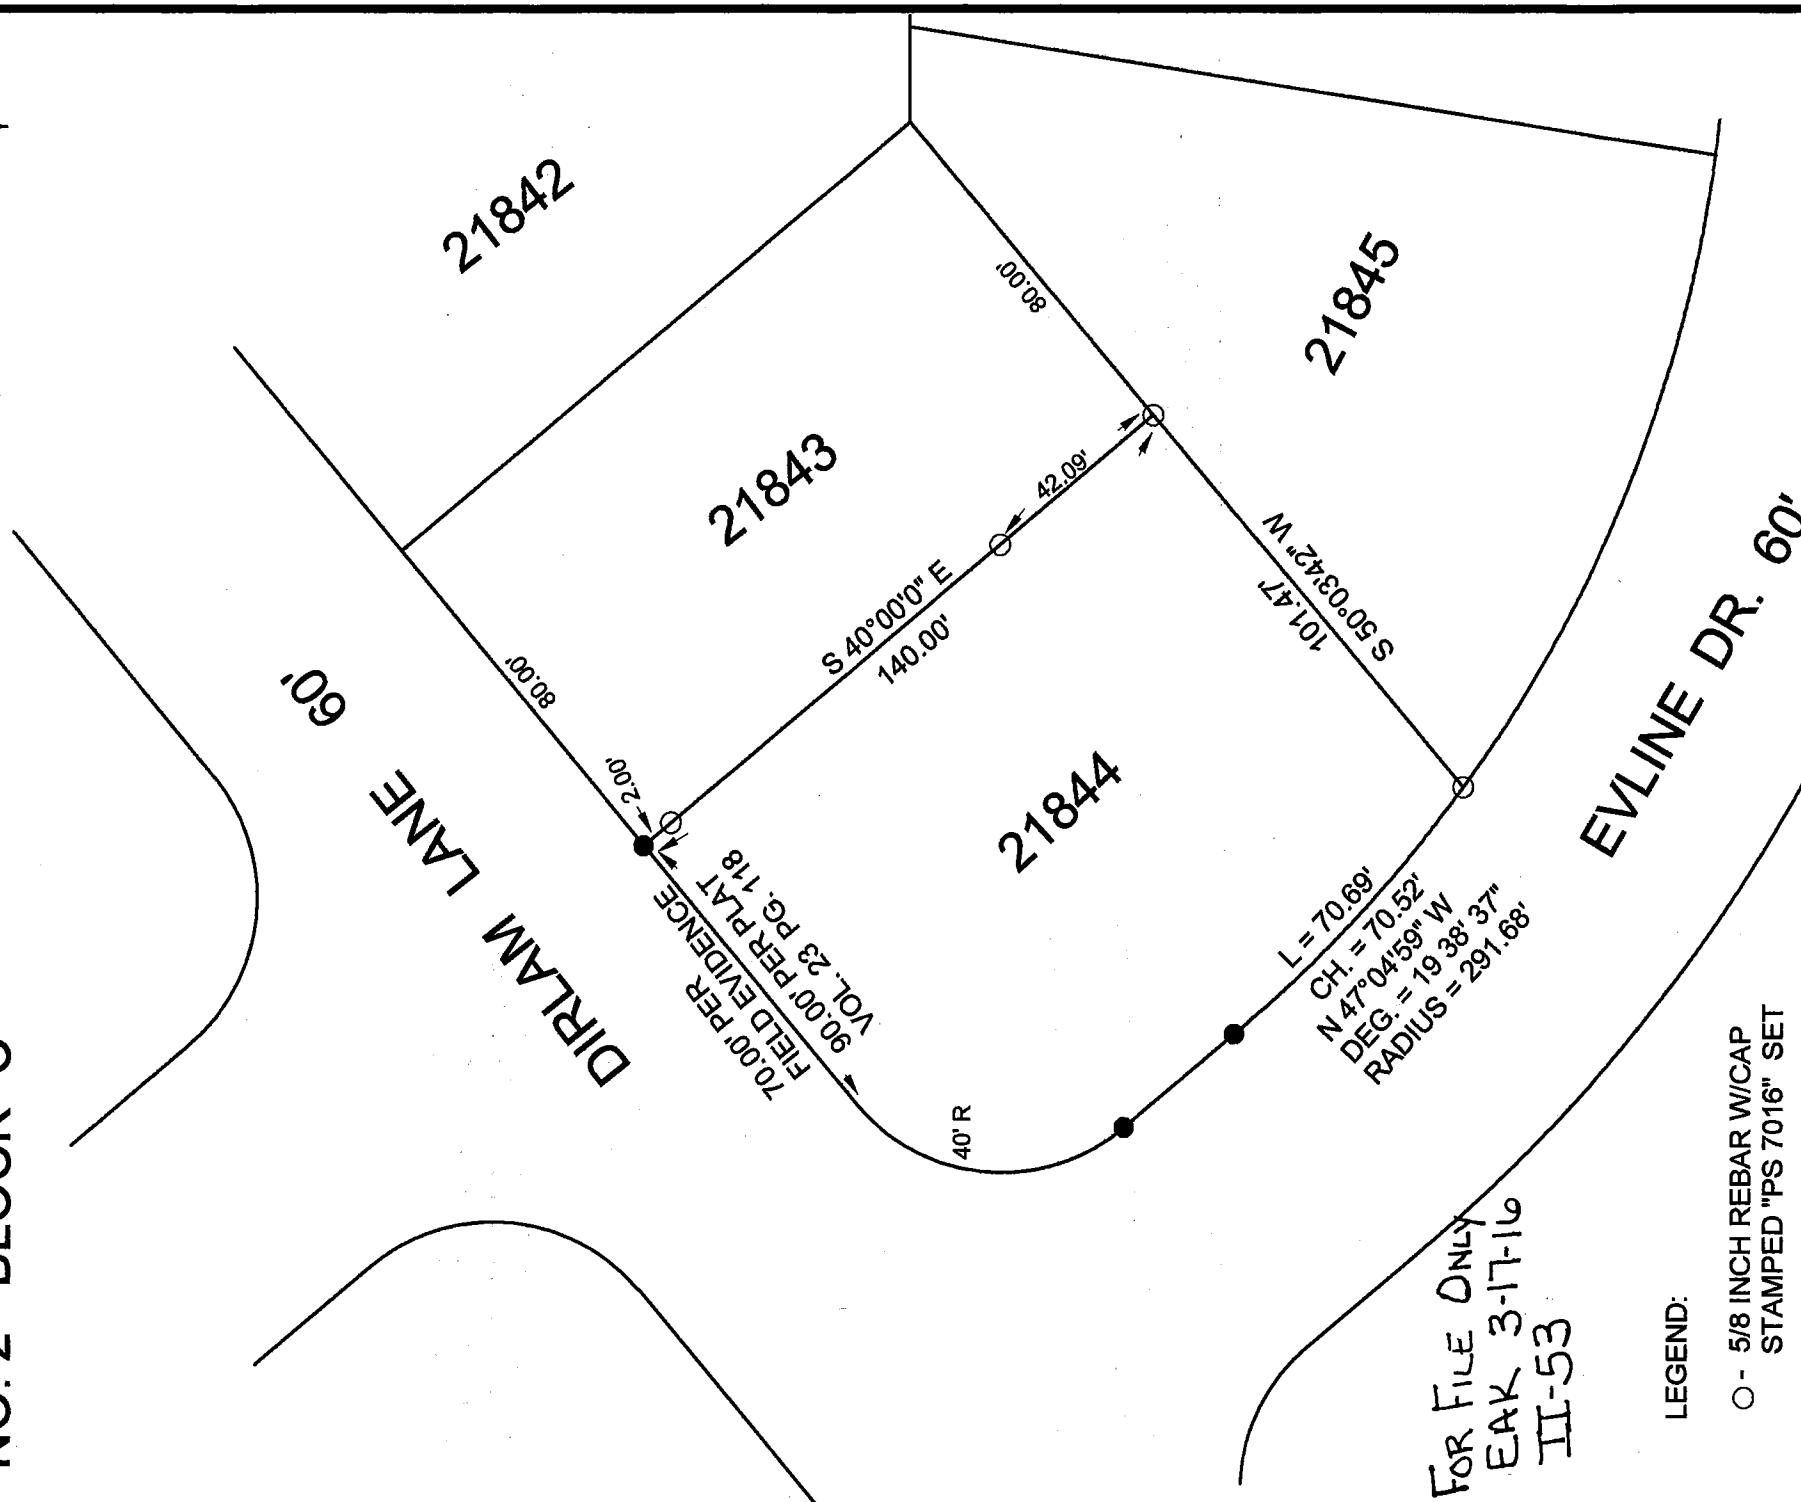 21842
80.00'
21845
21843
42.09'
S 40°00'0" E
140.00'
S 50°03'42" W
101.47'
80.00'
2.00'
DIRLAM LANE 60'
70.00' PER
FIELD EVIDENCE
90.00' PER PLAT
VOL. 23 PG. 118
21844
40' R
L = 70.69'
CH. = 70.52'
N 47°04'59" W
DEG. = 19 38' 37"
RADIUS = 291.68'
EVLINE DR. 60'
FOR FILE ONLY
EAK 3-17-16
II-53
LEGEND:
O - 5/8 INCH REBAR W/CAP
STAMPED "PS 7016" SET